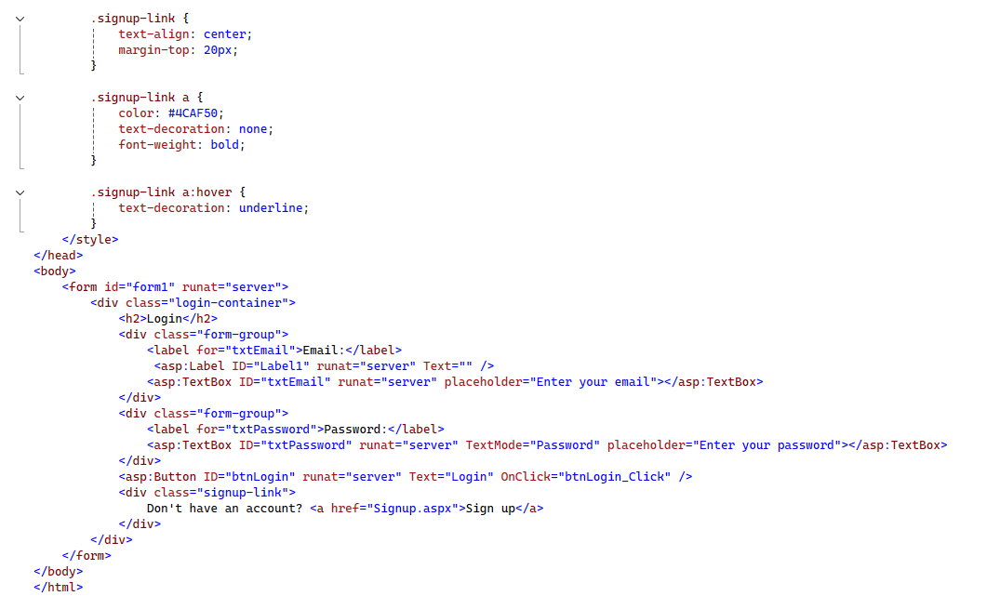 .signup-link {
text-align: center;
margin-top: 20px;
}
.signup-link a {
color: #4CAF50;
text-decoration: none;
font-weight: bold;
}
.signup-link a:hover {
text-decoration: underline;
}
</style>
</head>
<body>
<form id="form1" runat="server">
<div class="login-container">
<h2>Login</h2>
<div class="form-group">
<label for="txtEmail">Email:</label>
<asp:Label ID="Label1" runat="server" Text="" />
<asp:TextBox ID="txtEmail" runat="server" placeholder="Enter your email"></asp:TextBox>
</div>
<div class="form-group">
<label for="txtPassword">Password:</label>
<asp:TextBox ID="txtPassword" runat="server" TextMode="Password" placeholder="Enter your password"></asp:TextBox>
</div>
<asp:Button ID="btnLogin" runat="server" Text="Login" OnClick="btnLogin_Click" />
<div class="signup-link">
Don't have an account? <a href="Signup.aspx">Sign up</a>
</div>
</div>
</form>
</body>
</html>